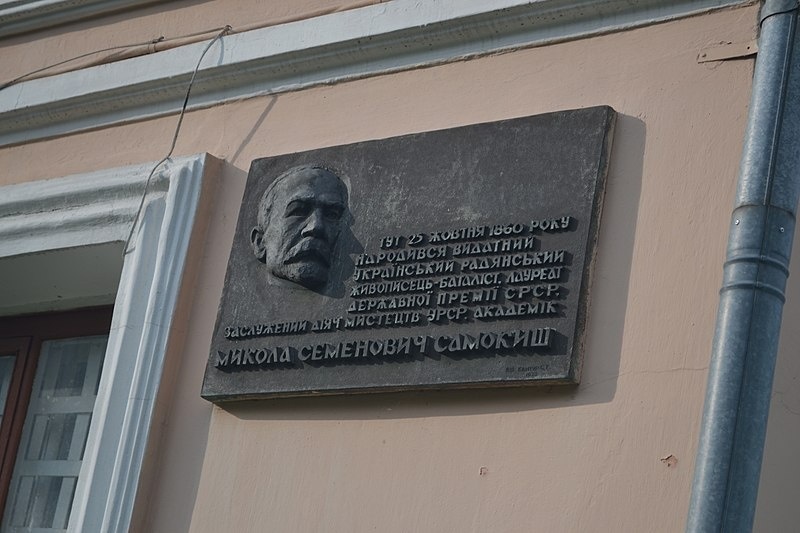 ТУТ 25 ЖОВТНЯ 1860 РОКУ
НАРОДИВСЯ ВИДАТНИЙ
УКРАЇНСЬКИЙ РАДЯНСЬКИЙ
ЖИВОПИСЕЦЬ-БАТАЛІСТ, ЛАУРЕАТ
ДЕРЖАВНОЇ ПРЕМІЇ СРСР,
ЗАСЛУЖЕНИЙ ДІЯЧ МИСТЕЦТВ УРСР, АКАДЕМІК
МИКОЛА СЕМЕНОВИЧ САМОКИШ